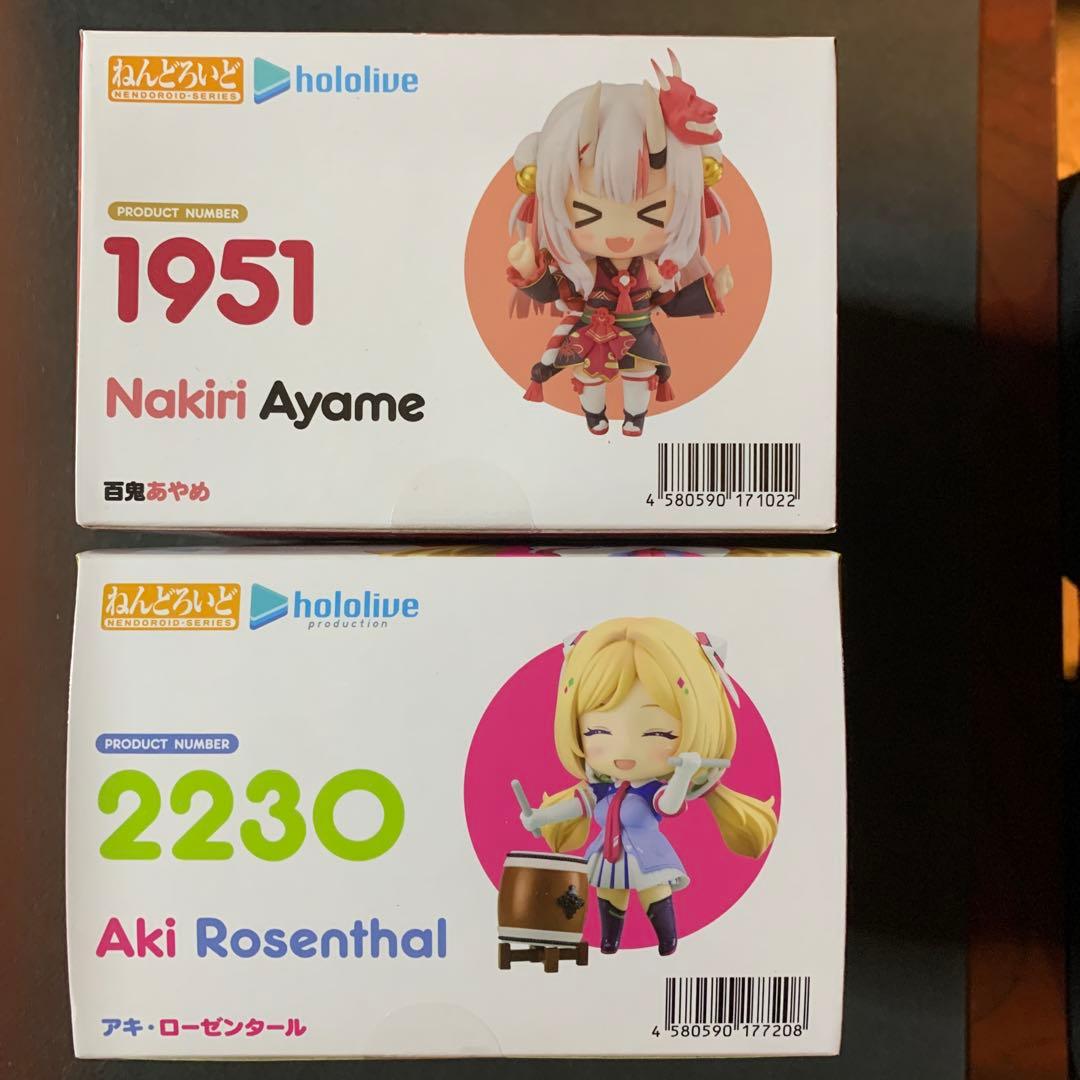 ねんどろいど
NENDOROID-SERIES
hololive
PRODUCT NUMBER
1951
Nakiri Ayame
百鬼あやめ
4 580590 171022
ねんどろいど
NENDOROID-SERIES
hololive
production
PRODUCT NUMBER
2230
Aki Rosenthal
アキ・ローゼンタール
4 580590 177208